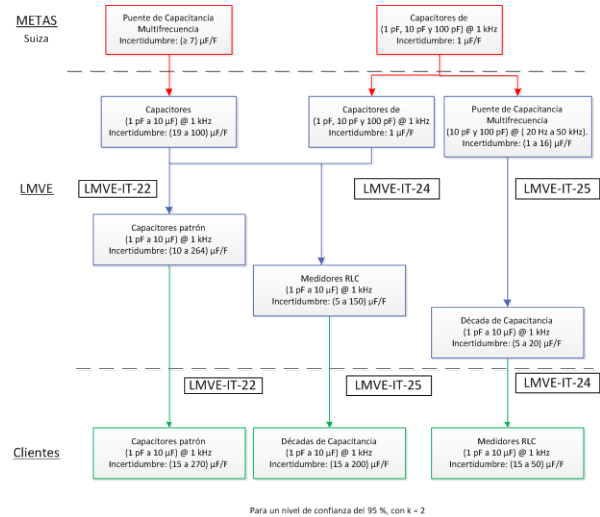 METAS
Suiza
Puente de Capacitancia
Multifrecuencia
Incertidumbre: (≥ 7) µF/F
Capacitores de
(1 pF, 10 pF y 100 pF) @ 1 kHz
Incertidumbre: 1 µF/F
Capacitores
(1 pF a 10 µF) @ 1 kHz
Incertidumbre: (19 a 100) µF/F
Capacitores de
(1 pF, 10 pF y 100 pF) @ 1 kHz
Incertidumbre: 1 µF/F
Puente de Capacitancia
Multifrecuencia
(10 pF y 100 pF) @ ( 20 Hz a 50 kHz).
Incertidumbre: (1 a 16) µF/F
LMVE
LMVE-IT-22
LMVE-IT-24
LMVE-IT-25
Capacitores patrón
(1 pF a 10 µF) @ 1 kHz
Incertidumbre: (10 a 264) µF/F
Medidores RLC
(1 pF a 10 µF) @ 1 kHz
Incertidumbre: (5 a 150) µF/F
Década de Capacitancia
(1 pF a 10 µF) @ 1 kHz
Incertidumbre: (5 a 20) µF/F
LMVE-IT-22
LMVE-IT-25
LMVE-IT-24
Clientes
Capacitores patrón
(1 pF a 10 µF) @ 1 kHz
Incertidumbre: (15 a 270) µF/F
Décadas de Capacitancia
(1 pF a 10 µF) @ 1 kHz
Incertidumbre: (15 a 200) µF/F
Medidores RLC
(1 pF a 10 µF) @ 1 kHz
Incertidumbre: (15 a 50) µF/F
Para un nivel de confianza del 95 %, con k = 2